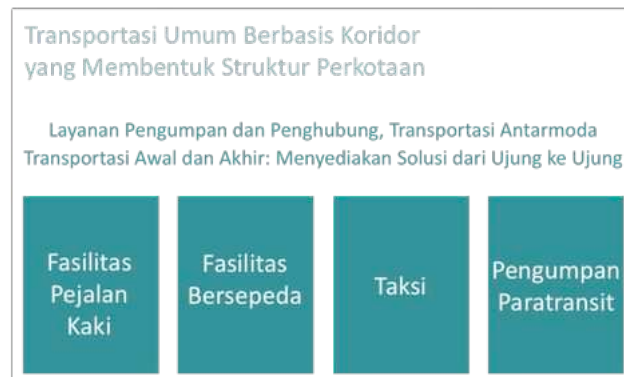 Transportasi Umum Berbasis Koridor
yang Membentuk Struktur Perkotaan
Layanan Pengumpan dan Penghubung, Transportasi Antarmoda
Transportasi Awal dan Akhir: Menyediakan Solusi dari Ujung ke Ujung
Fasilitas
Pejalan
Kaki
Fasilitas
Bersepeda
Taksi
Pengumpan
Paratransit